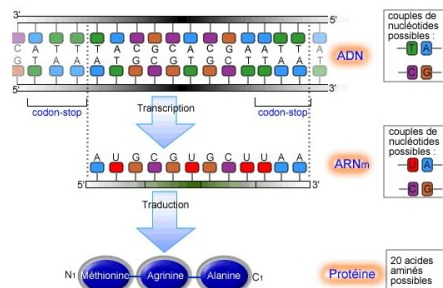 3' 5'
C A T T T A C G C A C G A A T T A
G T A A A T G C G T G C T T A A T
5' 3'
ADN
couples de
nucléotides
possibles :
T A
C G
codon-stop
Transcription
codon-stop
A U G C G U G C U U A A
5' 3'
ARNm
couples de
nucléotides
possibles :
U A
C G
Traduction
N1 Méthionine Agrinine Alanine C1
Protéine
20 acides
aminés
possibles